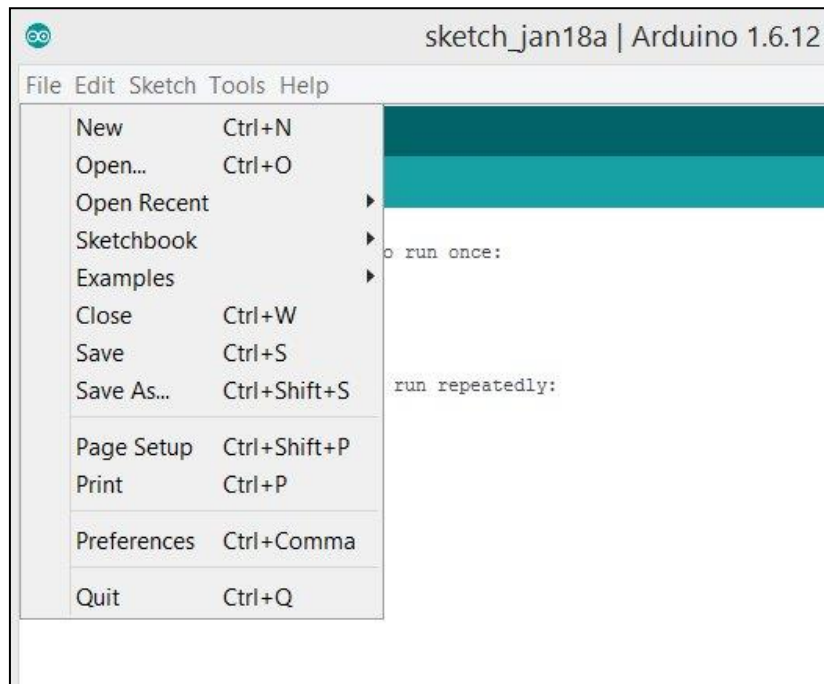 sketch_jan18a | Arduino 1.6.12
File Edit Sketch Tools Help
New Ctrl+N
Open... Ctrl+O
Open Recent
Sketchbook
o run once:
Examples
Close Ctrl+W
Save Ctrl+S
Save As... Ctrl+Shift+S
run repeatedly:
Page Setup Ctrl+Shift+P
Print Ctrl+P
Preferences Ctrl+Comma
Quit Ctrl+Q